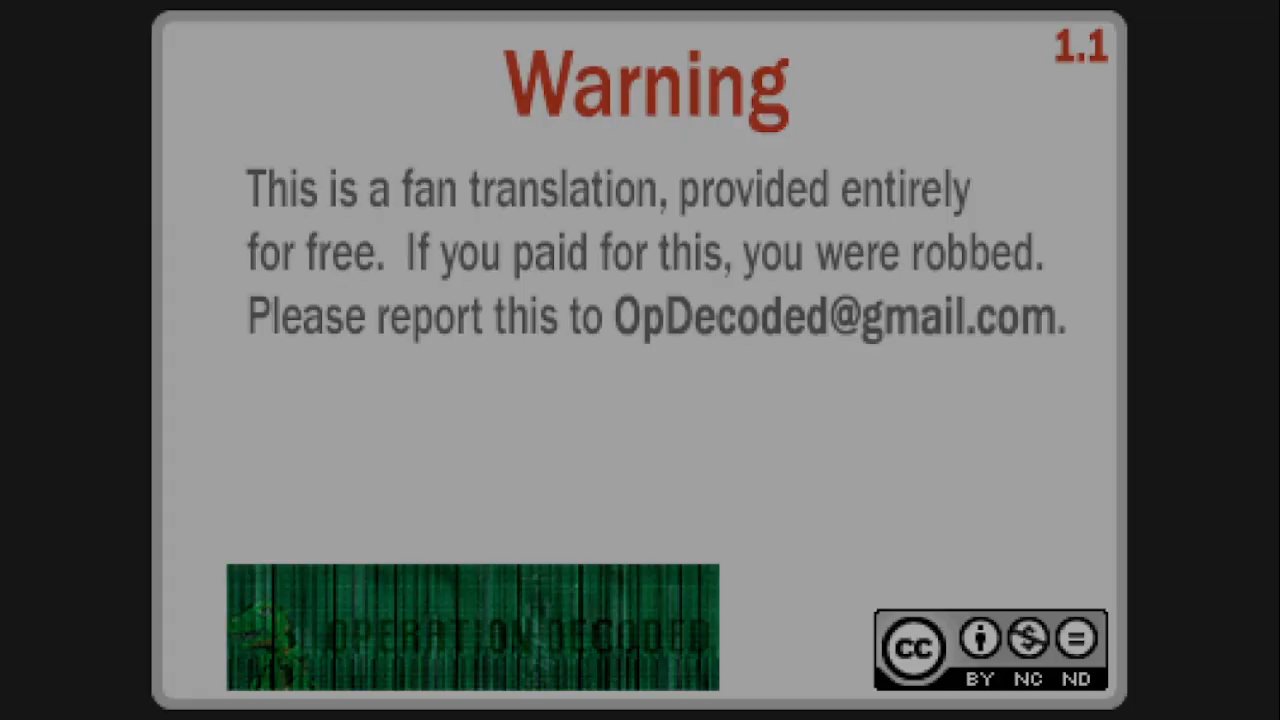 1.1
Warning
This is a fan translation, provided entirely
for free. If you paid for this, you were robbed.
Please report this to OpDecoded@gmail.com.
OPERATION DECODED
CC
BY NC ND